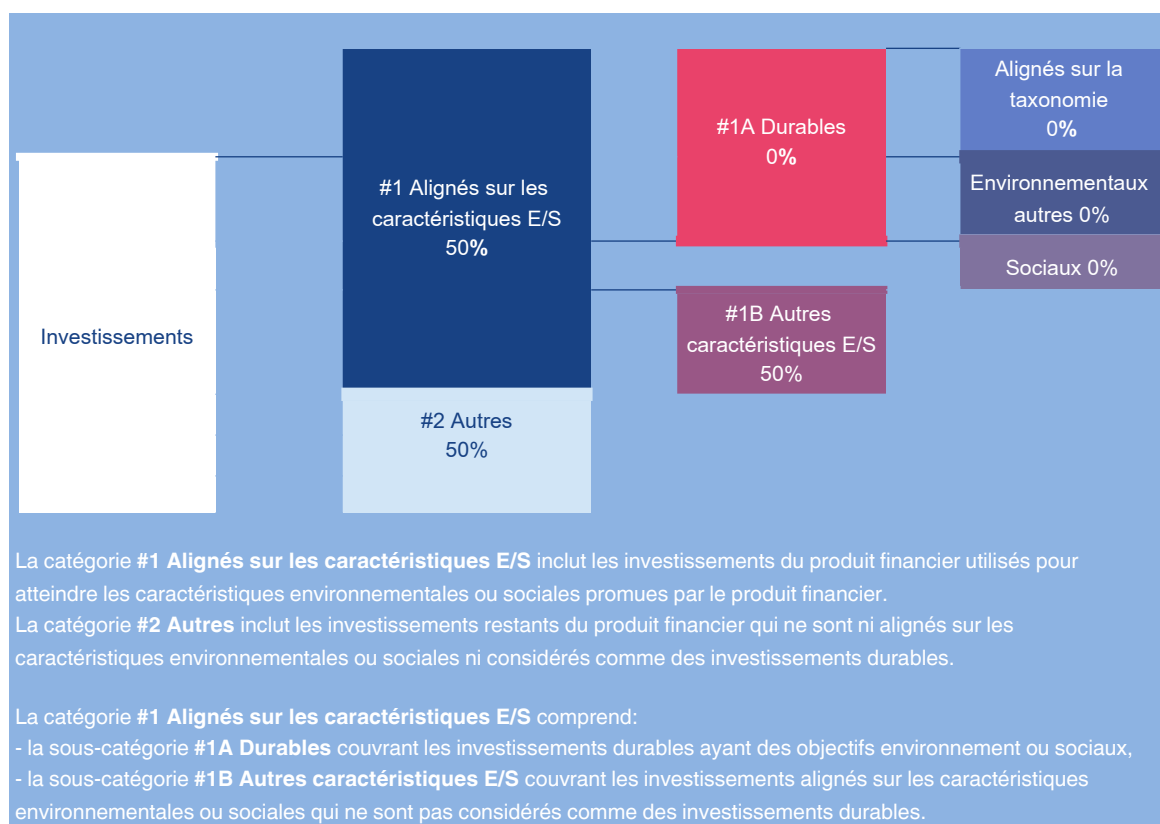 Investissements
#1 Alignés sur les
caractéristiques E/S
50%
#2 Autres
50%
#1A Durables
0%
#1B Autres
caractéristiques E/S
50%
Alignés sur la
taxonomie
0%
Environnementaux
autres 0%
Sociaux 0%
La catégorie #1 Alignés sur les caractéristiques E/S inclut les investissements du produit financier utilisés pour
atteindre les caractéristiques environnementales ou sociales promues par le produit financier.
La catégorie #2 Autres inclut les investissements restants du produit financier qui ne sont ni alignés sur les
caractéristiques environnementales ou sociales ni considérés comme des investissements durables.
La catégorie #1 Alignés sur les caractéristiques E/S comprend:
- la sous-catégorie #1A Durables couvrant les investissements durables ayant des objectifs environnement ou sociaux,
- la sous-catégorie #1B Autres caractéristiques E/S couvrant les investissements alignés sur les caractéristiques
environnementales ou sociales qui ne sont pas considérés comme des investissements durables.